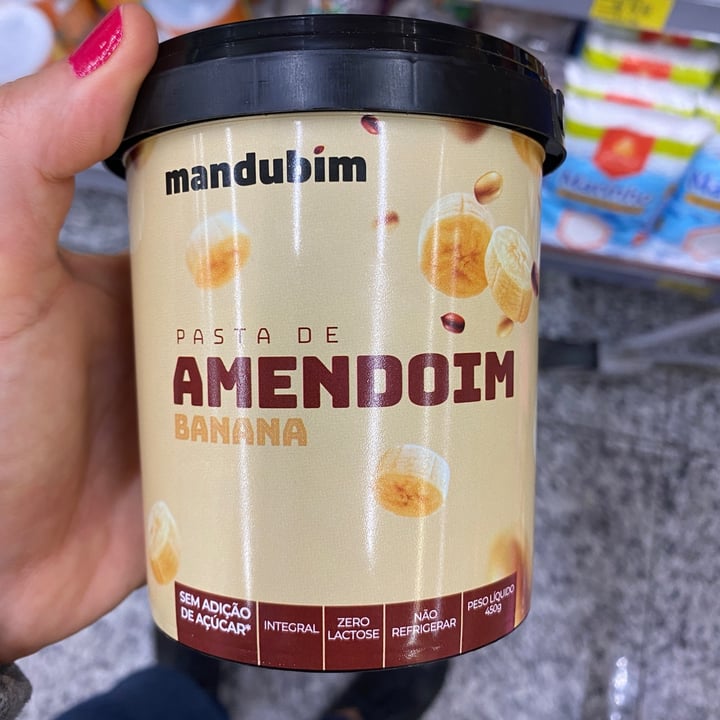 mandubim
PASTA DE
AMENDOIM
BANANA
SEM ADIÇÃO
DE AÇÚCAR*
INTEGRAL
ZERO
LACTOSE
NÃO
REFRIGERAR
PESO LÍQUIDO
450g